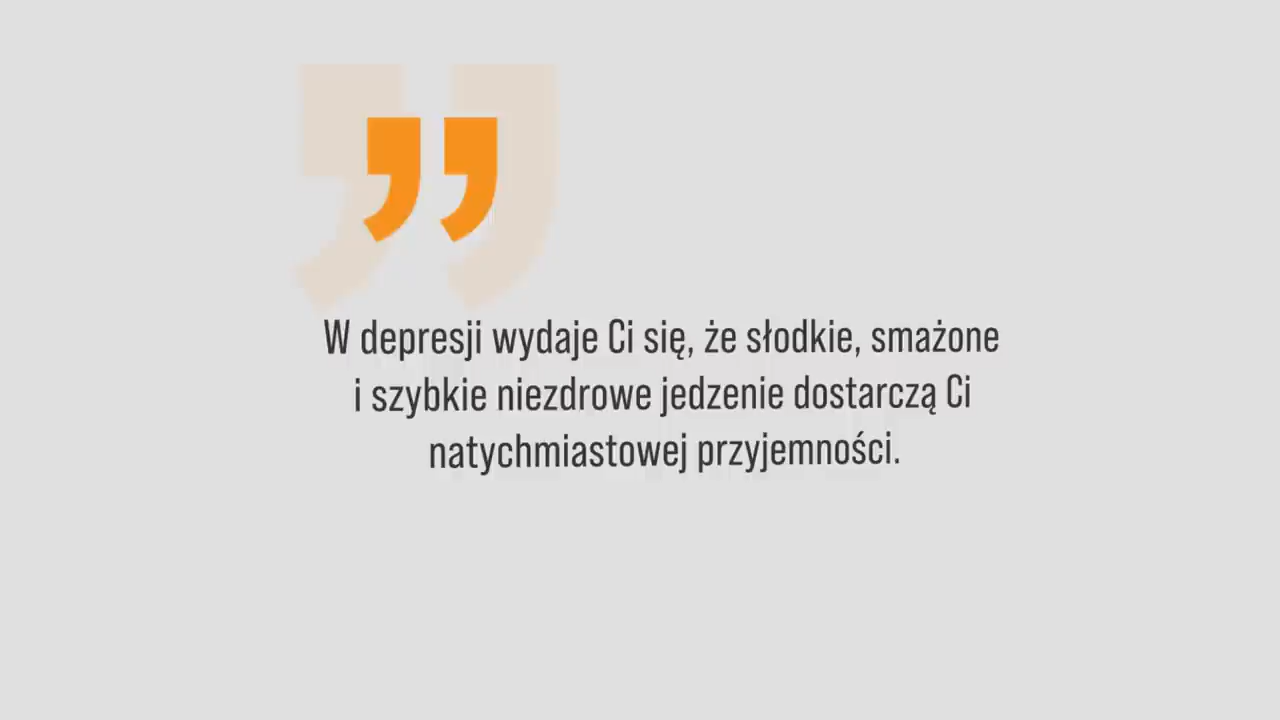 W depresji wydaje Ci się, że słodkie, smażone
i szybkie niezdrowe jedzenie dostarczą Ci
natychmiastowej przyjemności.